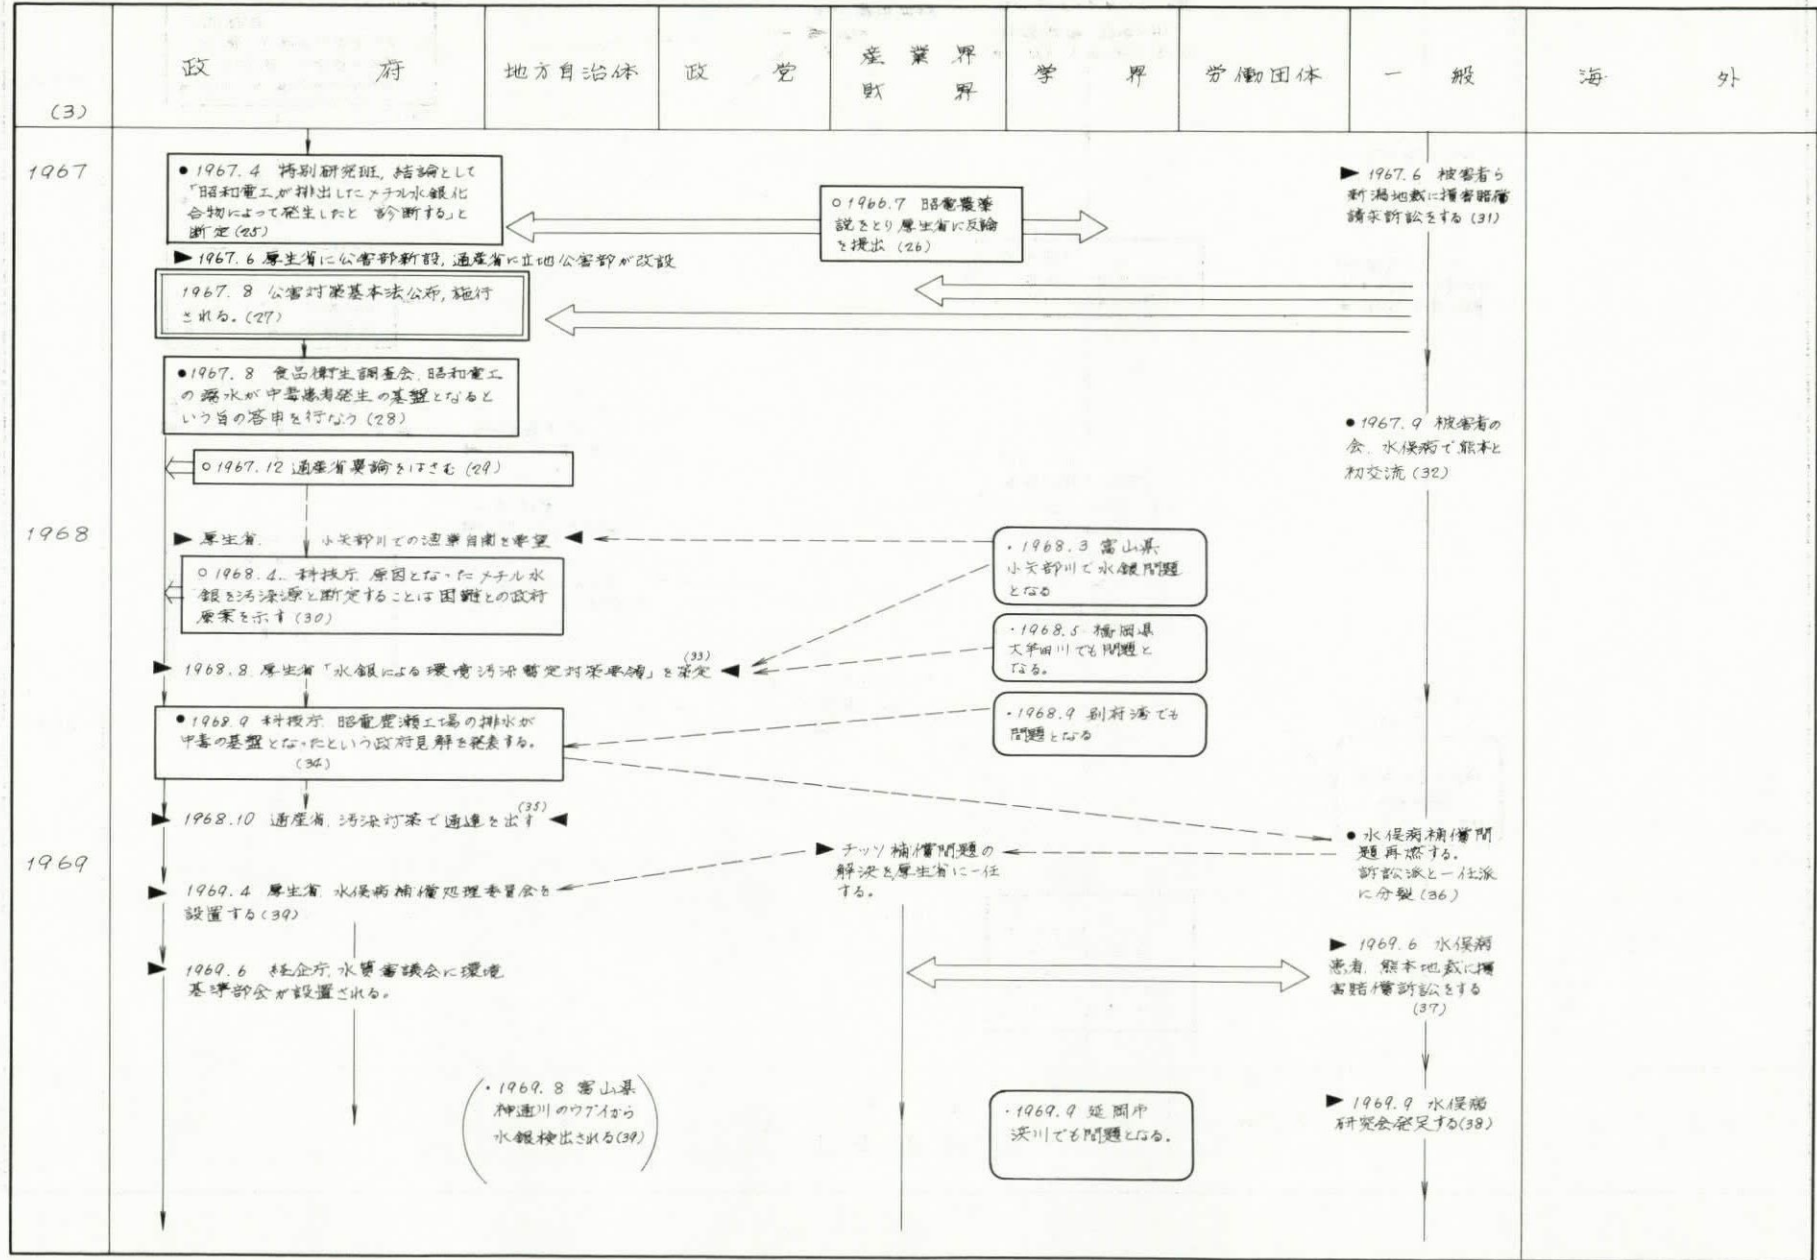 (3)
政府
地方自治体
政党
産業界
財界
学界
労働団体
一般
海外
1967
● 1967.4 特別研究班, 結論として
「昭和電工が排出したメチル水銀化
合物によって発生したと 診断する」と
断定(25)
○1966.7 昭電農薬
説をとり厚生省に反論
を提出 (26)
▶ 1967.6 被害者ら
新潟地裁に損害賠償
請求訴訟をする(31)
▶ 1967.6 厚生省に公害部新設, 通産省に立地公害部が改設
1967. 8 公害対策基本法公布, 施行
される。(27)
●1967. 8 食品衛生調査会, 昭和電工
の 廃水が中毒患者発生の基盤となると
いう旨の答申を行なう (28)
● 1967.9 被害者の
会, 水俣病で熊本と
初交流(32)
○1967.12 通産省異論をはさむ (29)
1968
▶ 厚生省 小矢部川での漁業自粛を要望 ◀
・1968.3 富山県
小矢部川で水銀問題
となる
○ 1968.4. 科技庁 原因となったメチル水
銀を汚染源と断定することは困難との政府
原案を示す(30)
・1968.5 福岡県
大牟田川でも問題と
なる。
▶ 1968.8 厚生省「水銀による環境汚染暫定対策要領」を策定 (33) ◀
● 1968.9 科技庁 昭電鹿瀬工場の排水が
中毒の基盤となったという政府見解を発表する。
(34)
・1968.9 別府湾でも
問題となる
▶ 1968.10 通産省, 汚染対策で通達を出す (35) ◀
● 水俣病補償問
題再燃する。
訴訟派と一任派
に分裂(36)
1969
▶ チッソ補償問題の
解決を厚生省に一任
する。
▶ 1969.4 厚生省 水俣病補償処理委員会を
設置する(39)
▶ 1969.6 水俣病
患者, 熊本地裁に損
害賠償訴訟をする
(37)
▶ 1969.6 経企庁, 水質審議会に環境
基準部会が設置される。
・1969. 8 富山県
神通川のウグイから
水銀検出される(39)
・1969.9 延岡市
でも問題となる。
▶ 1969.9 水俣病
研究会発足する(38)